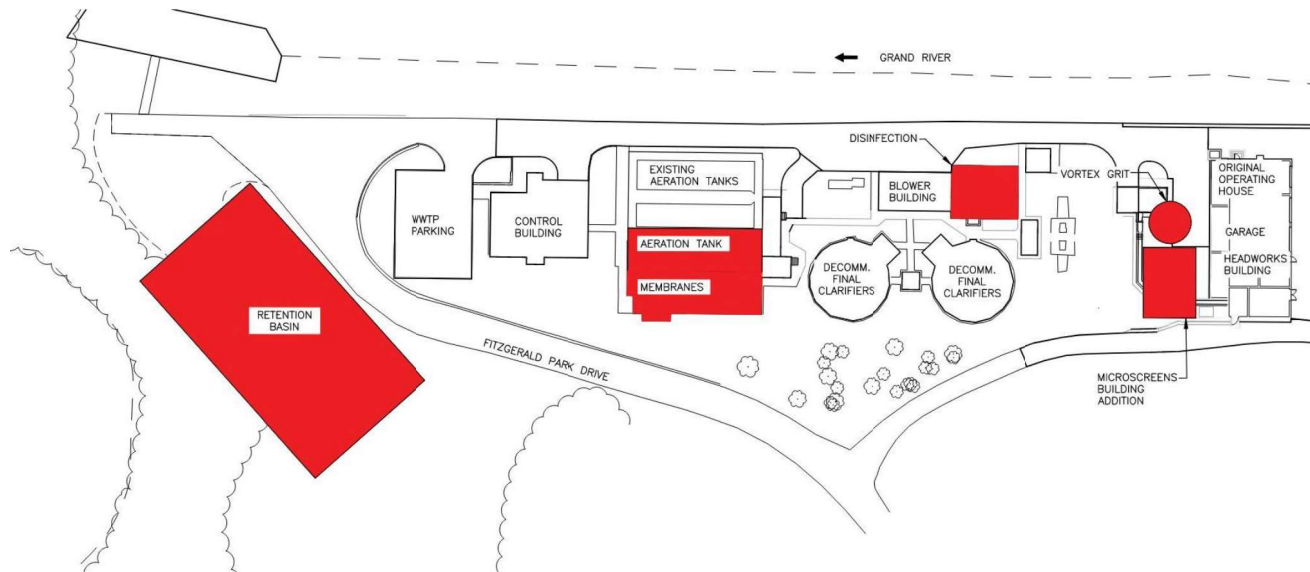 GRAND RIVER
DISINFECTION
EXISTING
AERATION TANKS
BLOWER
BUILDING
VORTEX GRIT
ORIGINAL
OPERATING
HOUSE
WWTP
PARKING
CONTROL
BUILDING
AERATION TANK
MEMBRANES
DECOMM.
FINAL
CLARIFIERS
DECOMM.
FINAL
CLARIFIERS
GARAGE
HEADWORKS
BUILDING
RETENTION
BASIN
FITZGERALD PARK DRIVE
MICROSCREENS
BUILDING
ADDITION